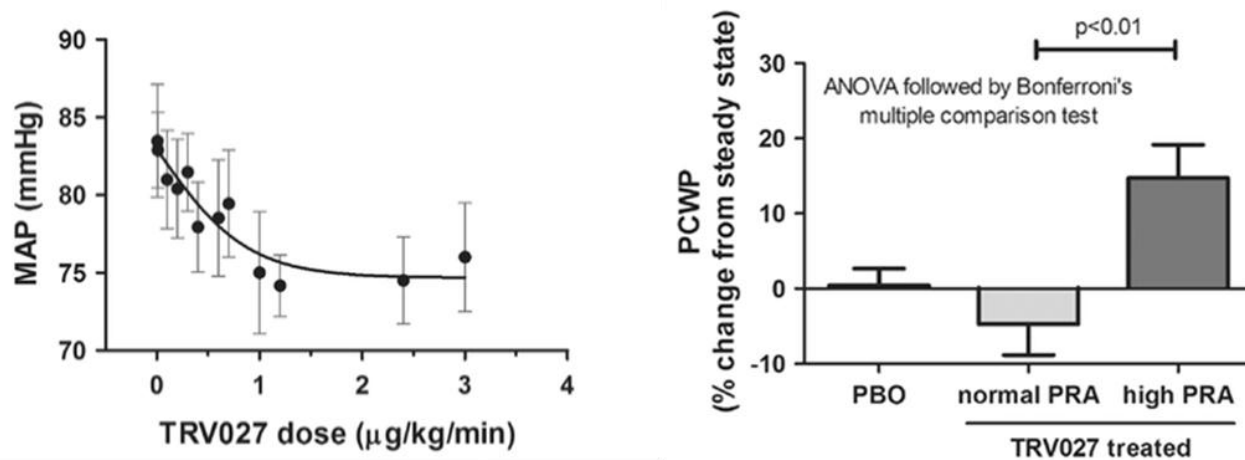 90
85
80
75
70
MAP (mmHg)
0 1 2 3 4
TRV027 dose (μg/kg/min)
p<0.01
ANOVA followed by Bonferroni's
multiple comparison test
30
20
10
0
-10
PCWP
(% change from steady state)
PBO normal PRA high PRA
TRV027 treated